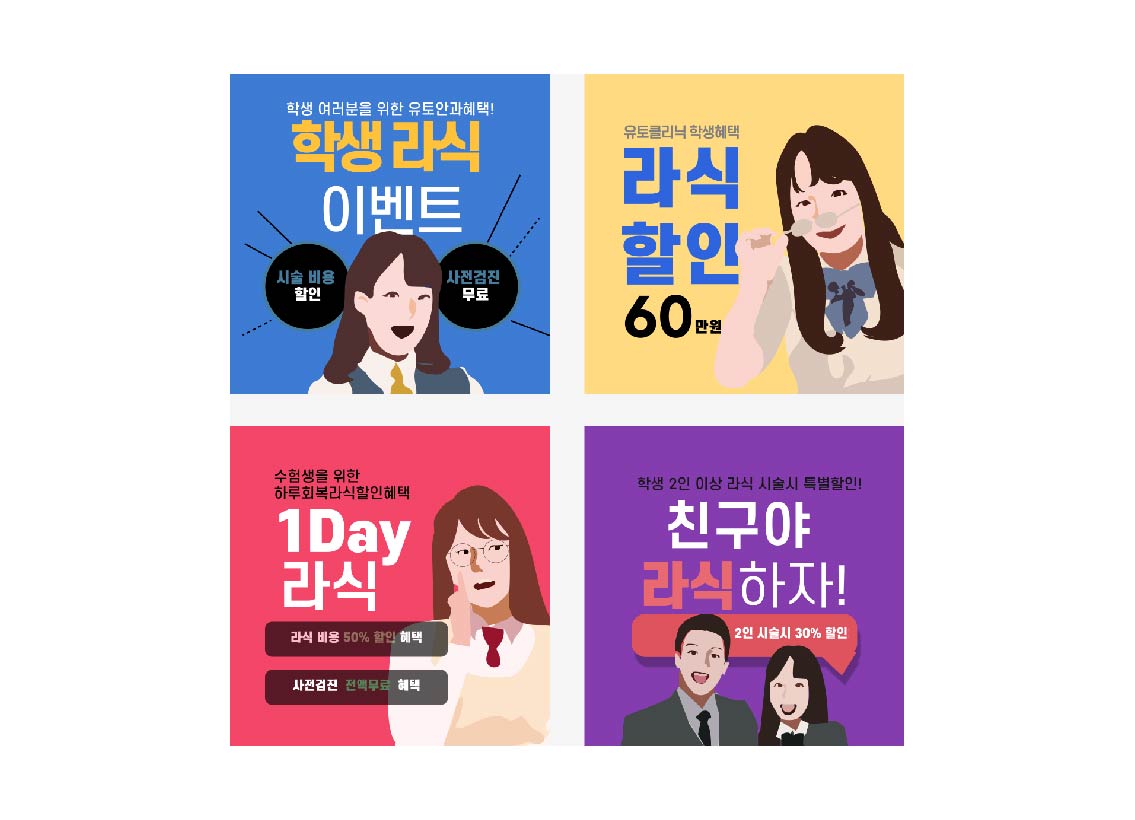 학생 여러분을 위한 유토안과혜택!
학생 라식
이벤트
시술 비용
할인
사전검진
무료
유토클리닉 학생혜택
라식
할인
60만원
수험생을 위한
하루회복라식할인혜택
1Day
라식
라식 비용 50% 할인 혜택
사전검진 전액무료 혜택
학생 2인 이상 라식 시술시 특별할인!
친구야
라식하자!
2인 시술시 30% 할인